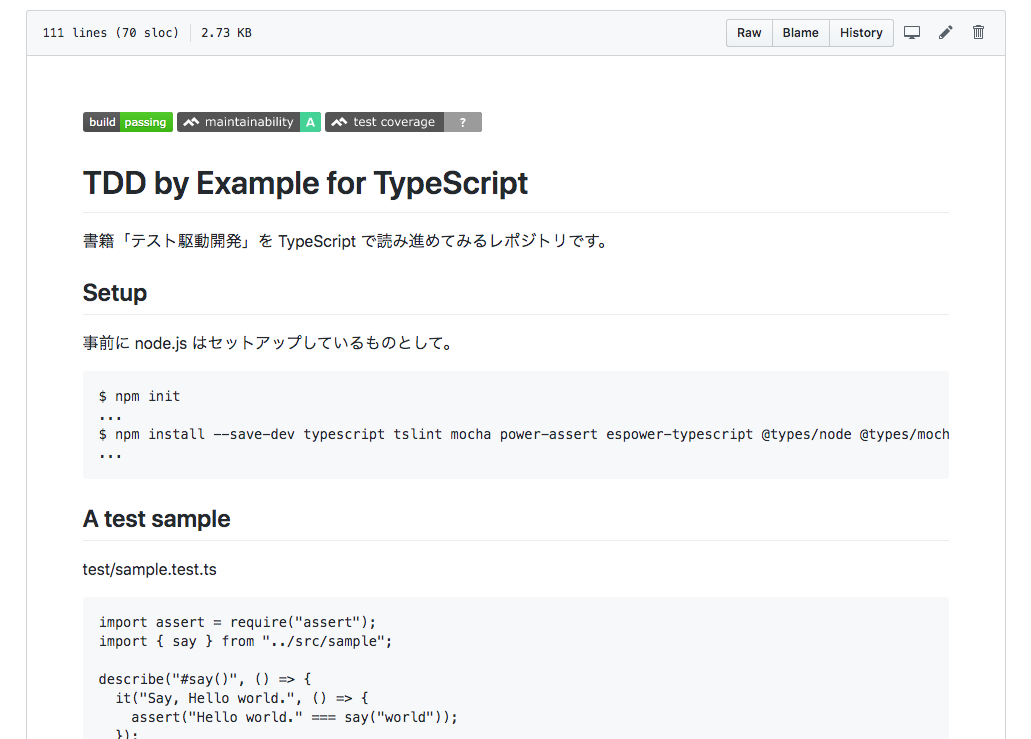 111 lines (70 sloc) 2.73 KB Raw Blame History
build passing maintainability A test coverage ?
TDD by Example for TypeScript
書籍「テスト駆動開発」を TypeScript で読み進めてみるレポジトリです。
Setup
事前に node.js はセットアップしているものとして。
$ npm init
...
$ npm install --save-dev typescript tslint mocha power-assert espower-typescript @types/node @types/moch
...
A test sample
test/sample.test.ts
import assert = require("assert");
import { say } from "../src/sample";
describe("#say()", () => {
it("Say, Hello world.", () => {
assert("Hello world." === say("world"));
});